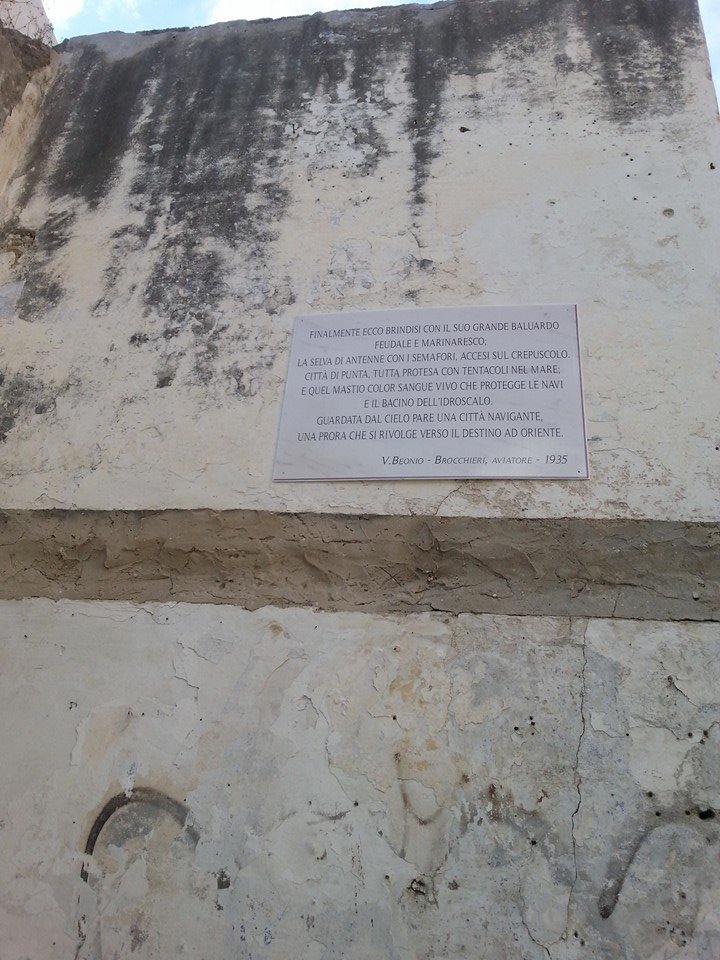 FINALMENTE ECCO BRINDISI CON IL SUO GRANDE BALUARDO
FEUDALE E MARINARESCO;
LA SELVA DI ANTENNE CON I SEMAFORI, ACCESI SUL CREPUSCOLO.
CITTÀ DI PUNTA, TUTTA PROTESA CON TENTACOLI NEL MARE;
E QUEL MASTIO COLOR SANGUE VIVO CHE PROTEGGE LE NAVI
E IL BACINO DELL'IDROSCALO.
GUARDATA DAL CIELO PARE UNA CITTÀ NAVIGANTE,
UNA PRORA CHE SI RIVOLGE VERSO IL DESTINO AD ORIENTE.
V.BEONIO - BROCCHIERI, AVIATORE - 1935